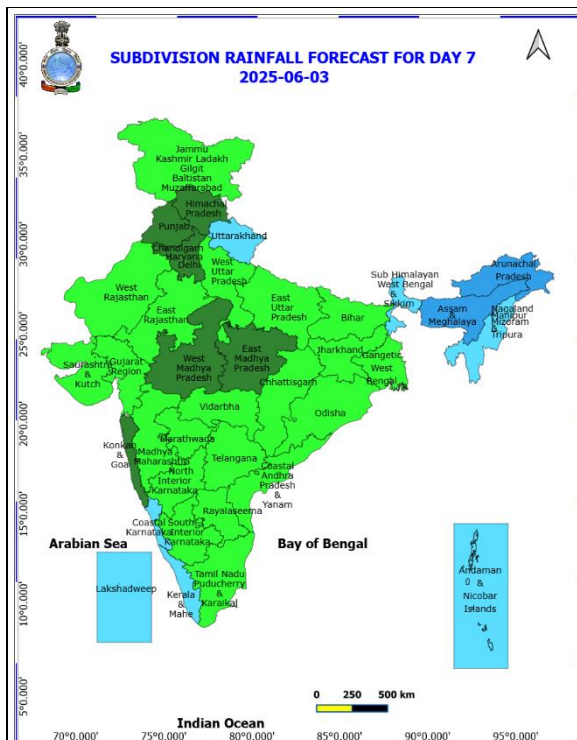 SUBDIVISION RAINFALL FORECAST FOR DAY 7
2025-06-03
40°0.000'
35°0.000'
30°0.000'
25°0.000'
20°0.000'
15°0.000'
10°0.000'
5°0.000'
Jammu
Kashmir Ladakh
Gilgit
Baltistan
Muzaffarabad
Himachal
Pradesh
Punjab
Chandigarh
Haryana
Delhi
Uttarakhand
West
Uttar
Pradesh
West
Rajasthan
East
Rajasthan
East
Uttar
Pradesh
Bihar
Sub Himalayan
West Bengal
&
Sikkim
Arunachal
Pradesh
Assam
&
Meghalaya
Nagaland
Manipur
Mizoram
&
Tripura
Saurashtra
&
Kutch
Gujarat
Region
West
Madhya
Pradesh
East
Madhya
Pradesh
Jharkhand
Gangetic
West
Bengal
Chhattisgarh
Vidarbha
Odisha
Konkan
&
Goa
Madhya
Maharashtra
Marathwada
North
Interior
Karnataka
Telangana
Coastal
Andhra
Pradesh
&
Yanam
Rayalaseema
Coastal
Karnataka
South
Interior
Karnataka
Arabian Sea
Bay of Bengal
Lakshadweep
Kerala
&
Mahe
Tamil Nadu
Puducherry
&
Karaikal
Andaman
&
Nicobar
Islands
0 250 500 km
Indian Ocean
70°0.000' 75°0.000' 80°0.000' 85°0.000' 90°0.000' 95°0.000'